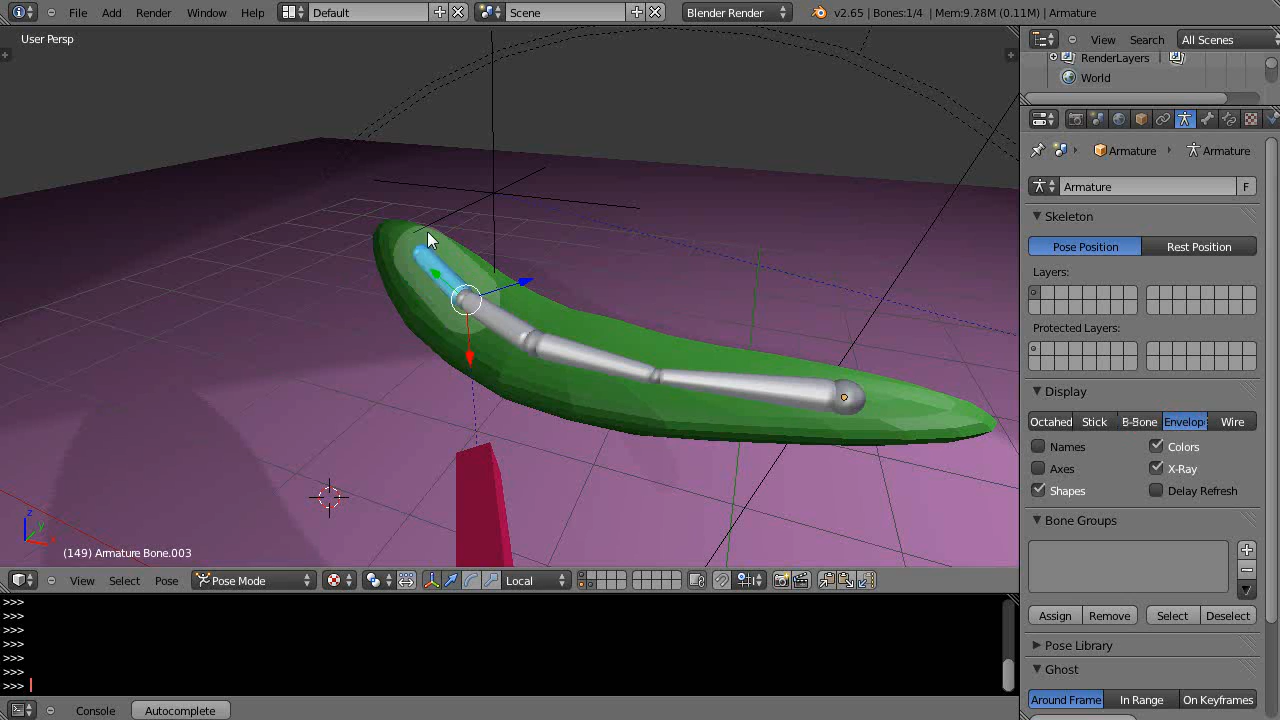 File Add Render Window Help Default Scene Blender Render v2.65 | Bones:1/4 | Mem:9.78M (0.11M) | Armature
User Persp
View Search All Scenes
RenderLayers
World
Armature Armature
Armature F
Skeleton
Pose Position Rest Position
Layers:
Protected Layers:
Display
Octahed Stick B-Bone Envelop Wire
Names Colors
Axes X-Ray
Shapes Delay Refresh
Bone Groups
Assign Remove Select Deselect
Pose Library
Ghost
Around Frame In Range On Keyframes
z
y
(149) Armature Bone.003
View Select Pose Pose Mode Local
>>>
>>>
>>>
>>>
>>>
>>>
>>>
Console Autocomplete